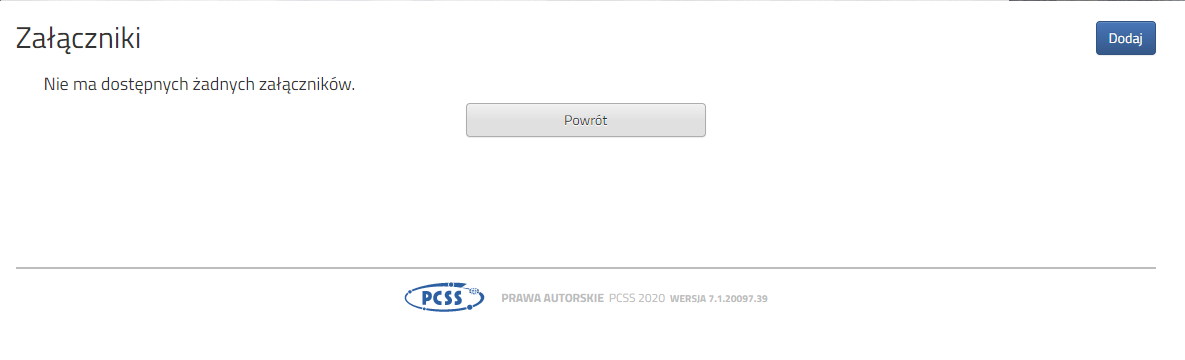 Załączniki
Dodaj
Nie ma dostępnych żadnych załączników.
Powrót
PCSS PRAWA AUTORSKIE PCSS 2020 WERSJA 7.1.20097.39